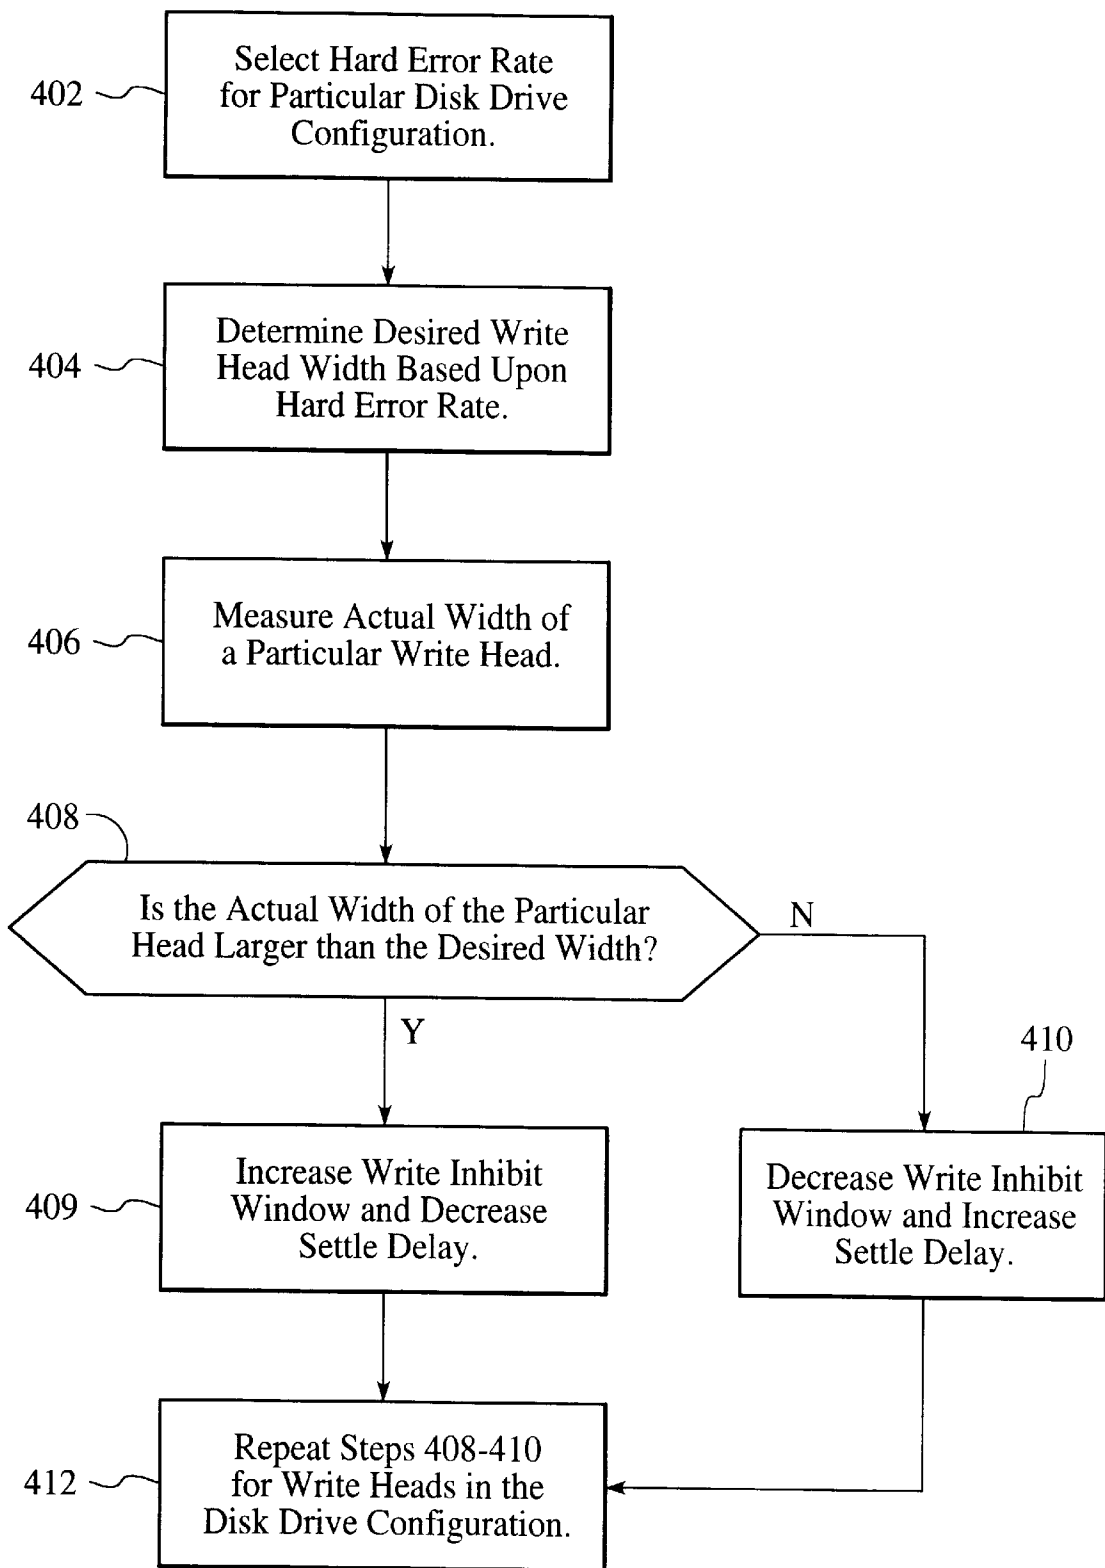 Select Hard Error Rate
for Particular Disk Drive
Configuration.
402
Determine Desired Write
Head Width Based Upon
Hard Error Rate.
404
Measure Actual Width of
a Particular Write Head.
406
408
Is the Actual Width of the Particular
Head Larger than the Desired Width?
N
Y
410
Increase Write Inhibit
Window and Decrease
Settle Delay.
409
Decrease Write Inhibit
Window and Increase
Settle Delay.
Repeat Steps 408-410
for Write Heads in the
Disk Drive Configuration.
412